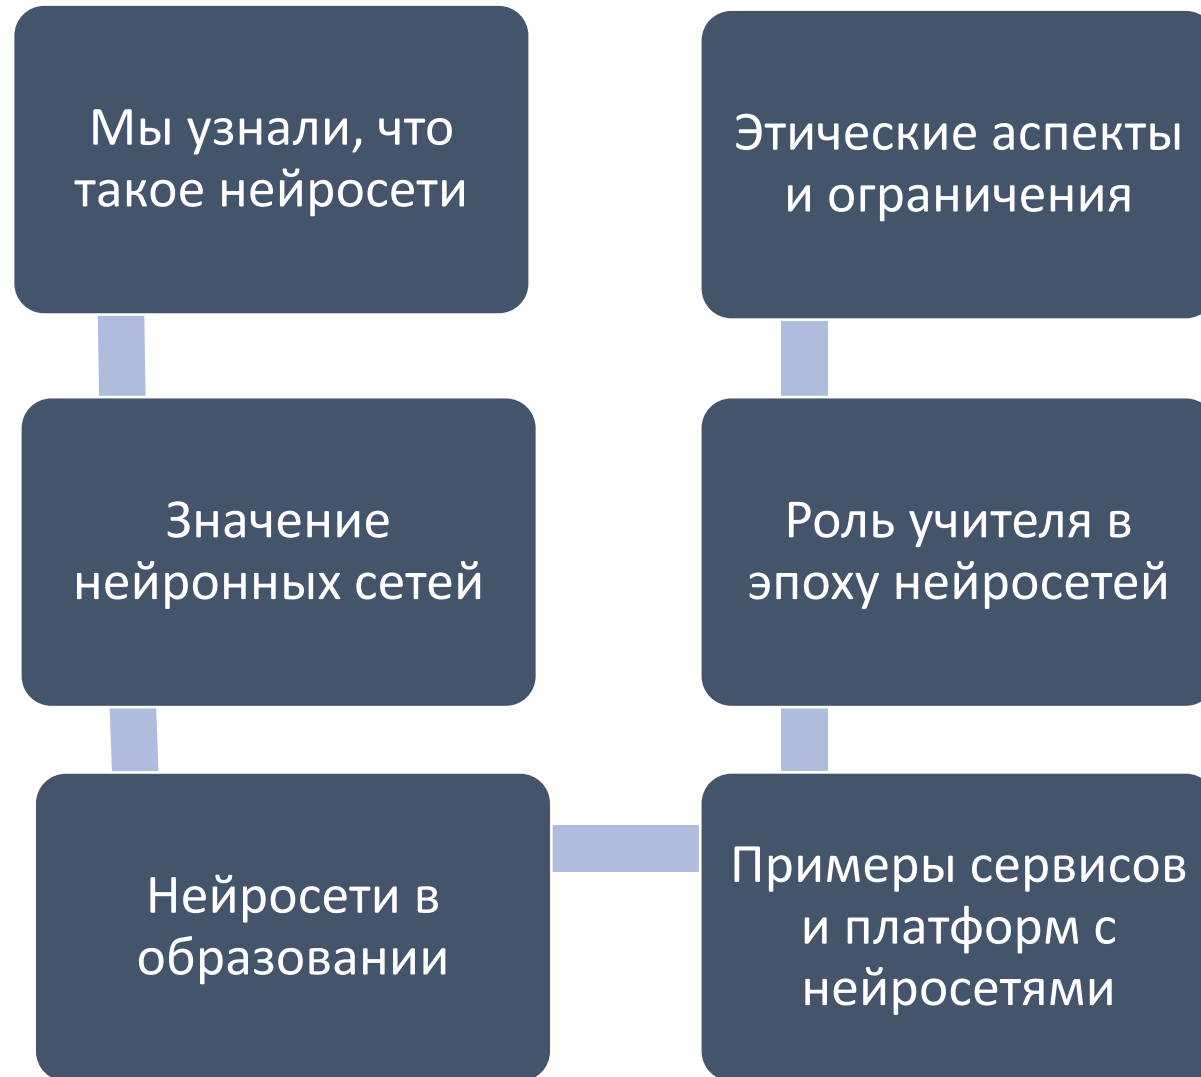 Мы узнали, что
такое нейросети
Значение
нейронных сетей
Нейросети в
образовании
Примеры сервисов
и платформ с
нейросетями
Роль учителя в
эпоху нейросетей
Этические аспекты
и ограничения